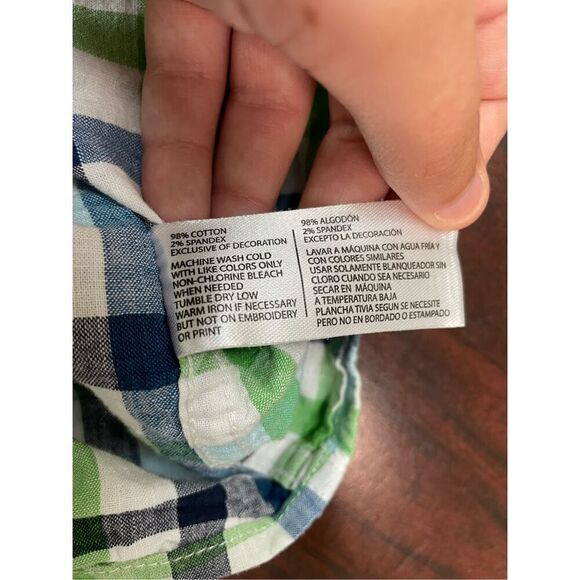 98% COTTON
2% SPANDEX
EXCLUSIVE OF DECORATION
MACHINE WASH COLD
WITH LIKE COLORS ONLY
NON-CHLORINE BLEACH
WHEN NEEDED
TUMBLE DRY LOW
WARM IRON IF NECESSARY
BUT NOT ON EMBROIDERY
OR PRINT
98% ALGODÓN
2% SPANDEX
EXCEPTO LA DECORACIÓN
LAVAR A MÁQUINA CON AGUA FRÍA Y
CON COLORES SIMILARES
USAR SOLAMENTE BLANQUEADOR SIN
CLORO CUANDO SEA NECESARIO
SECAR EN MÁQUINA
A TEMPERATURA BAJA
PLANCHA TIVIA SEGUN SE NECESITE
PERO NO EN BORDADO O ESTAMPADO